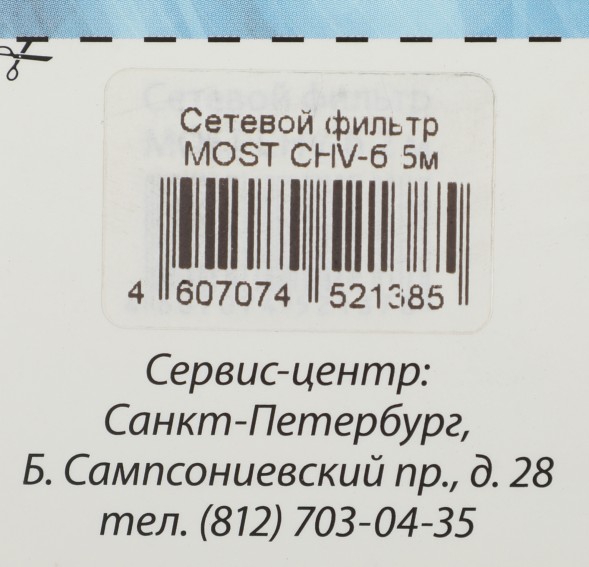 Сетевой фильтр
MOST CHV-6 5м
4 607074 521385
Сервис-центр:
Санкт-Петербург,
Б. Сампсониевский пр., д. 28
тел. (812) 703-04-35